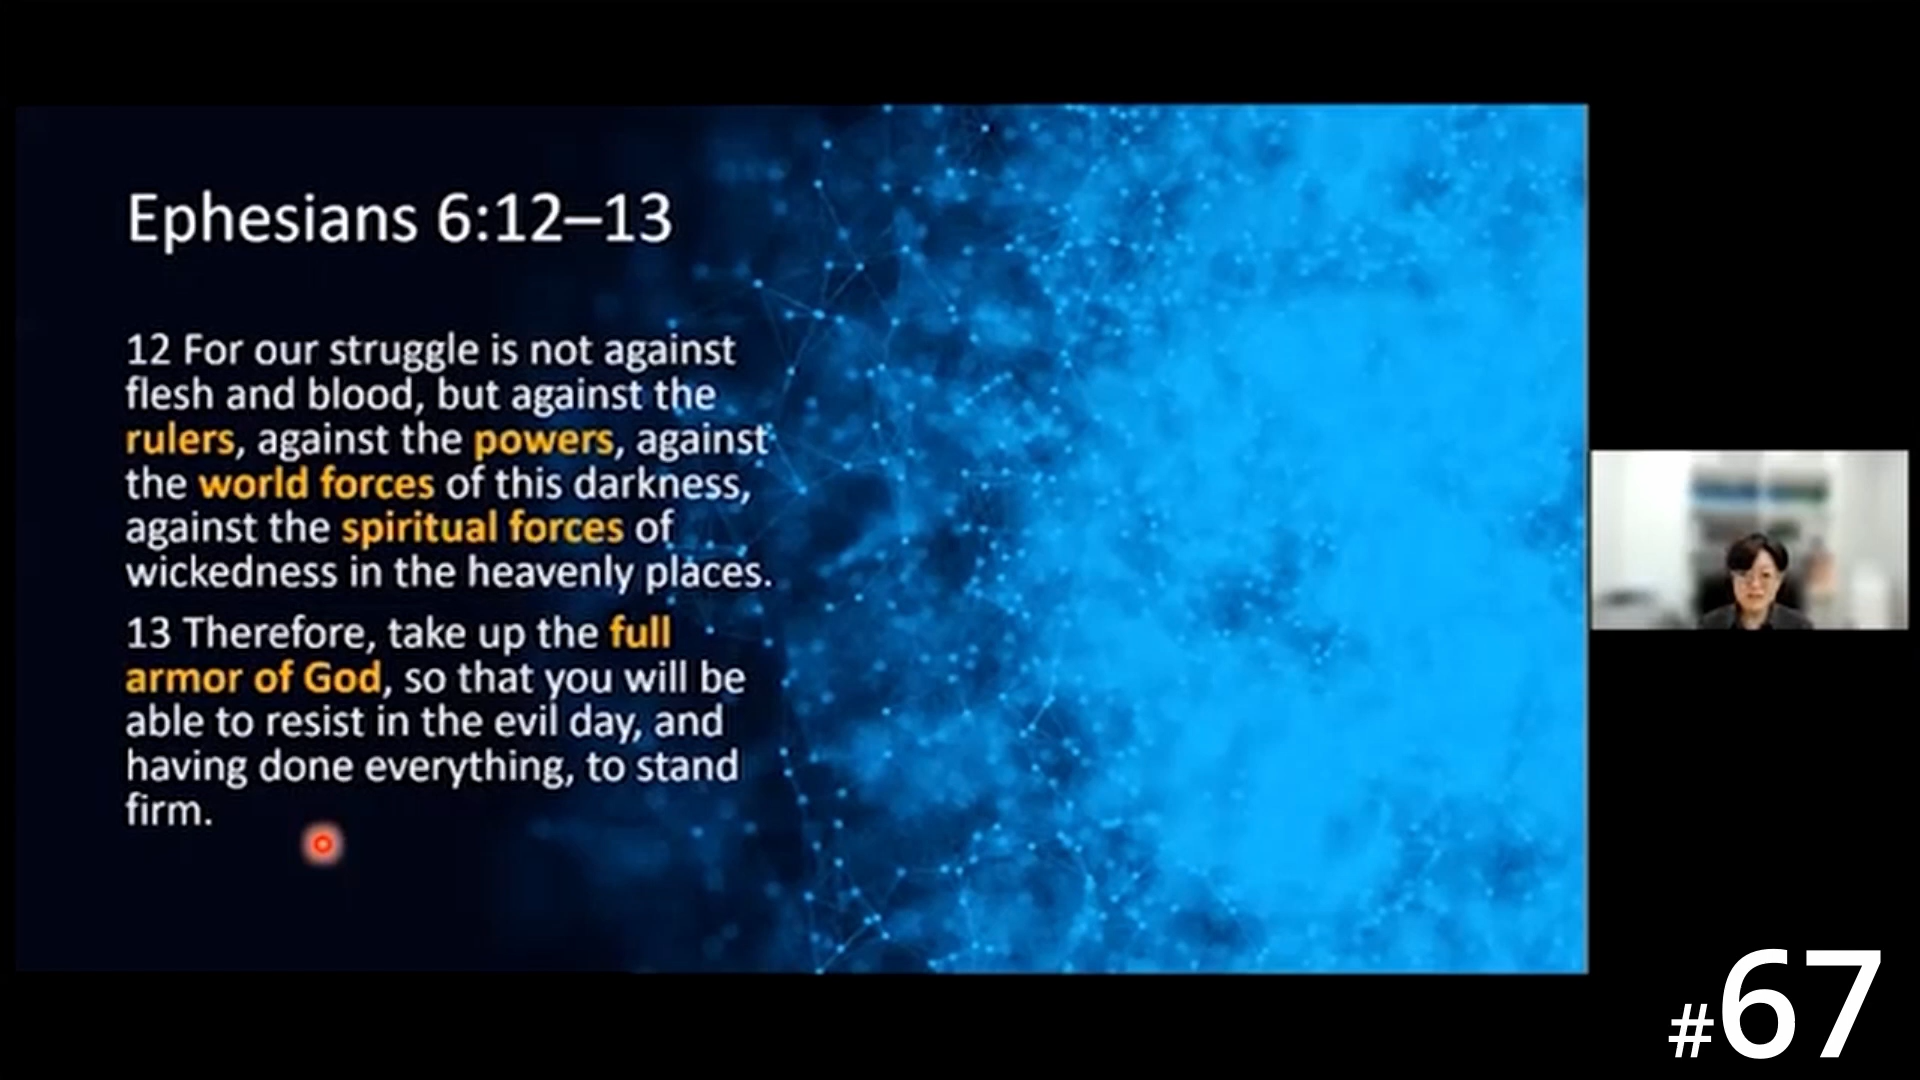 Ephesians 6:12–13
12 For our struggle is not against
flesh and blood, but against the
rulers, against the powers, against
the world forces of this darkness,
against the spiritual forces of
wickedness in the heavenly places.
13 Therefore, take up the full
armor of God, so that you will be
able to resist in the evil day, and
having done everything, to stand
firm.
#67